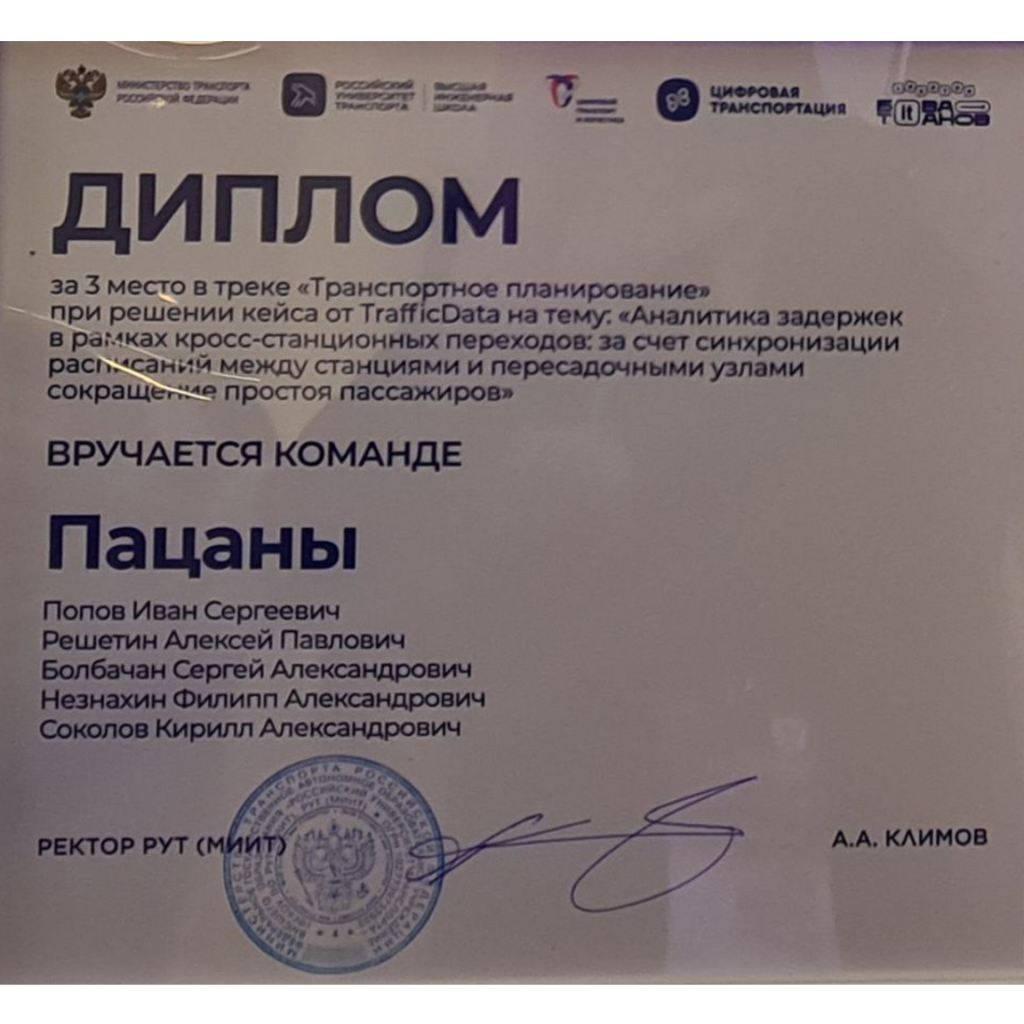 МИНИСТЕРСТВО ТРАНСПОРТА
РОССИЙСКОЙ ФЕДЕРАЦИИ
РОССИЙСКИЙ
УНИВЕРСИТЕТ
ТРАНСПОРТА
ВЫСШАЯ
ИНЖЕНЕРНАЯ
ШКОЛА
ЦИФРОВАЯ
ТРАНСПОРТАЦИЯ
ДИПЛОМ
за 3 место в треке «Транспортное планирование»
при решении кейса от TrafficData на тему: «Аналитика задержек
в рамках кросс-станционных переходов: за счет синхронизации
расписаний между станциями и пересадочными узлами
сокращение простоя пассажиров»
ВРУЧАЕТСЯ КОМАНДЕ
Пацаны
Попов Иван Сергеевич
Решетин Алексей Павлович
Болбачан Сергей Александрович
Незнахин Филипп Александрович
Соколов Кирилл Александрович
РЕКТОР РУТ (МИИТ)
А.А. КЛИМОВ